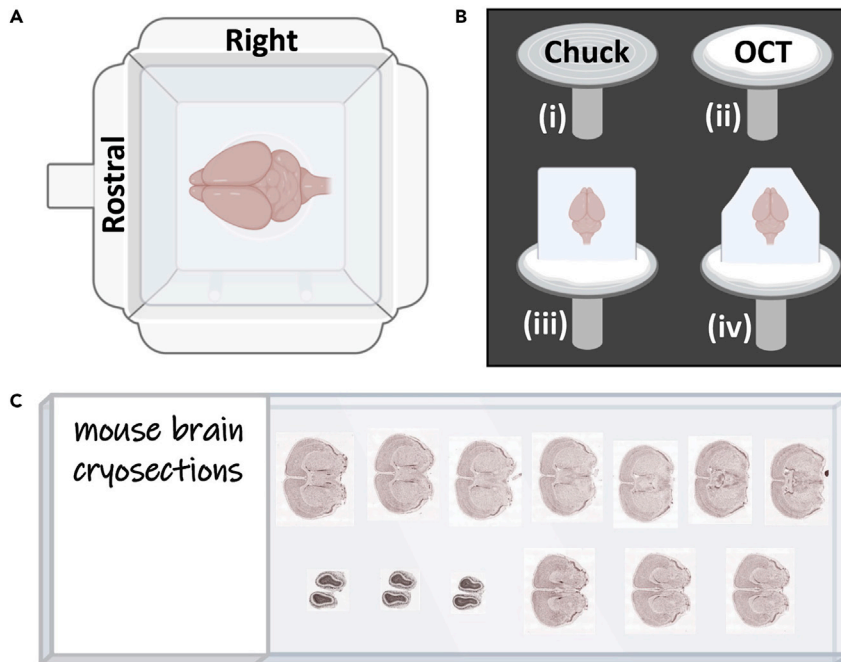 A
Right
Rostral
B
Chuck
OCT
(i)
(ii)
(iii)
(iv)
C
mouse brain
cryosections